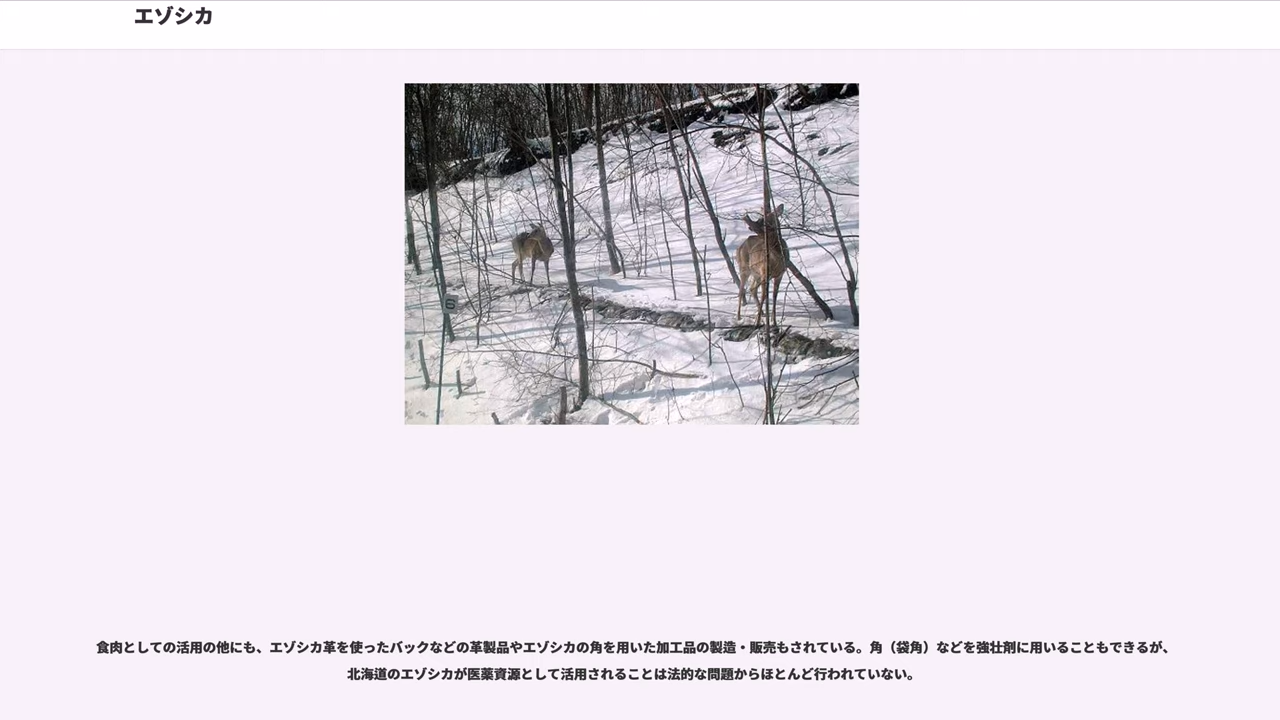 エゾシカ
食肉としての活用の他にも、エゾシカ革を使ったバックなどの革製品やエゾシカの角を用いた加工品の製造・販売もされている。角（袋角）などを強壮剤に用いることもできるが、
北海道のエゾシカが医薬資源として活用されることは法的な問題からほとんど行われていない。